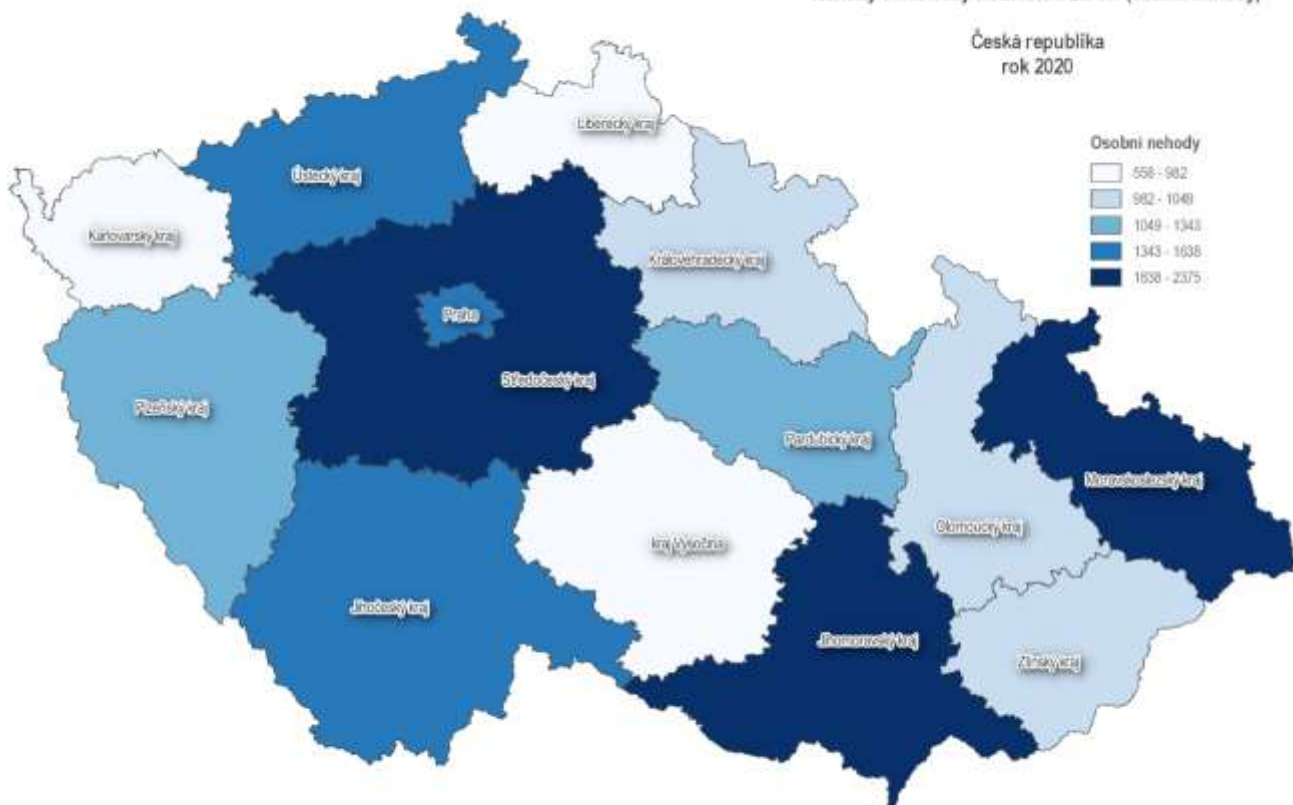 Česká republika
rok 2020
Osobní nehody
558 - 982
982 - 1049
1049 - 1343
1343 - 1638
1638 - 2375
Liberecký kraj
Ústecký kraj
Karlovarský kraj
Královéhradecký kraj
Praha
Středočeský kraj
Plzeňský kraj
Pardubický kraj
Moravskoslezský kraj
Olomoucký kraj
kraj Vysočina
Jihočeský kraj
Jihomoravský kraj
Zlínský kraj